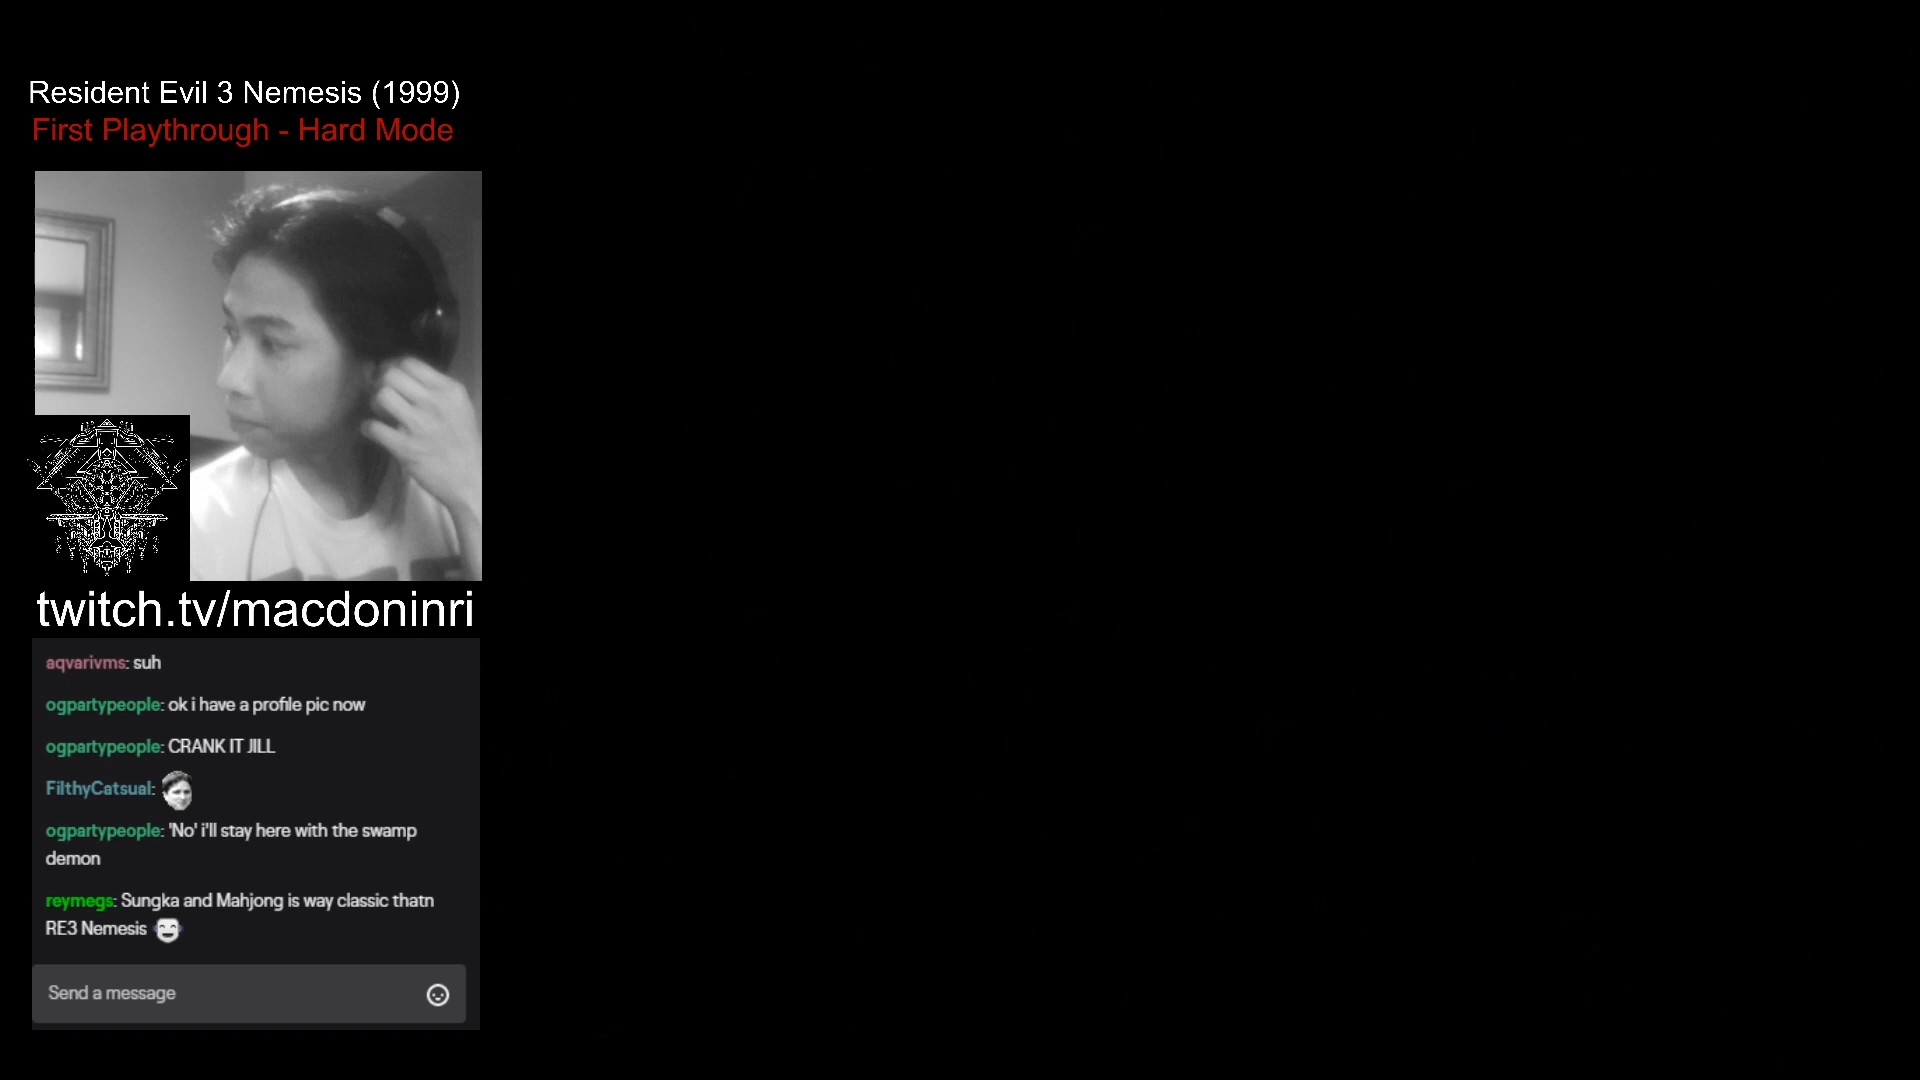 Resident Evil 3 Nemesis (1999)
First Playthrough - Hard Mode
twitch.tv/macdoninri
aqvarivms: suh
ogpartypeople: ok i have a profile pic now
ogpartypeople: CRANK IT JILL
FilthyCatsual:
ogpartypeople: 'No' i'll stay here with the swamp
demon
reymegs: Sungka and Mahjong is way classic thatn
RE3 Nemesis
Send a message